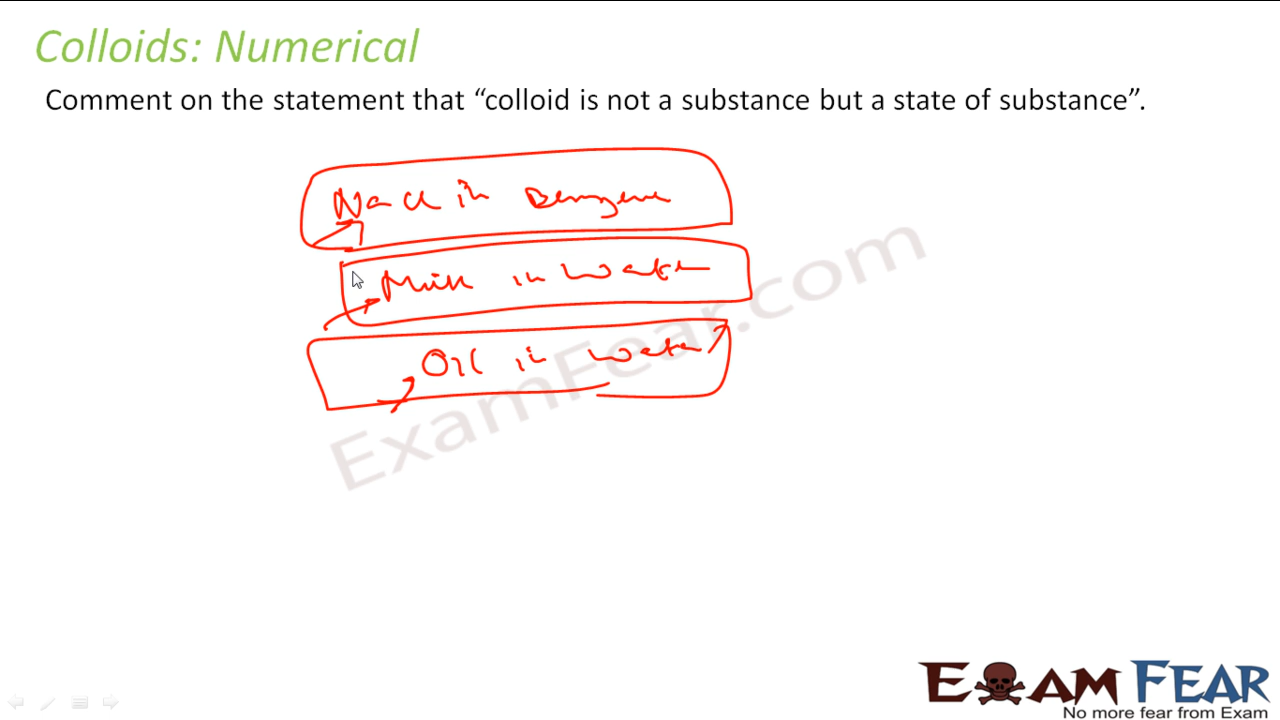 Colloids: Numerical
Comment on the statement that “colloid is not a substance but a state of substance”.
Nacl in Benzene
Milk in Water
Oil in water
ExamFear.com
EXAM FEAR
No more fear from Exam